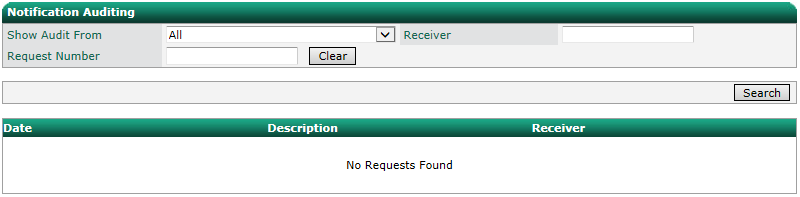 Notification Auditing
Show Audit From All Receiver
Request Number Clear
Search
Date Description Receiver
No Requests Found